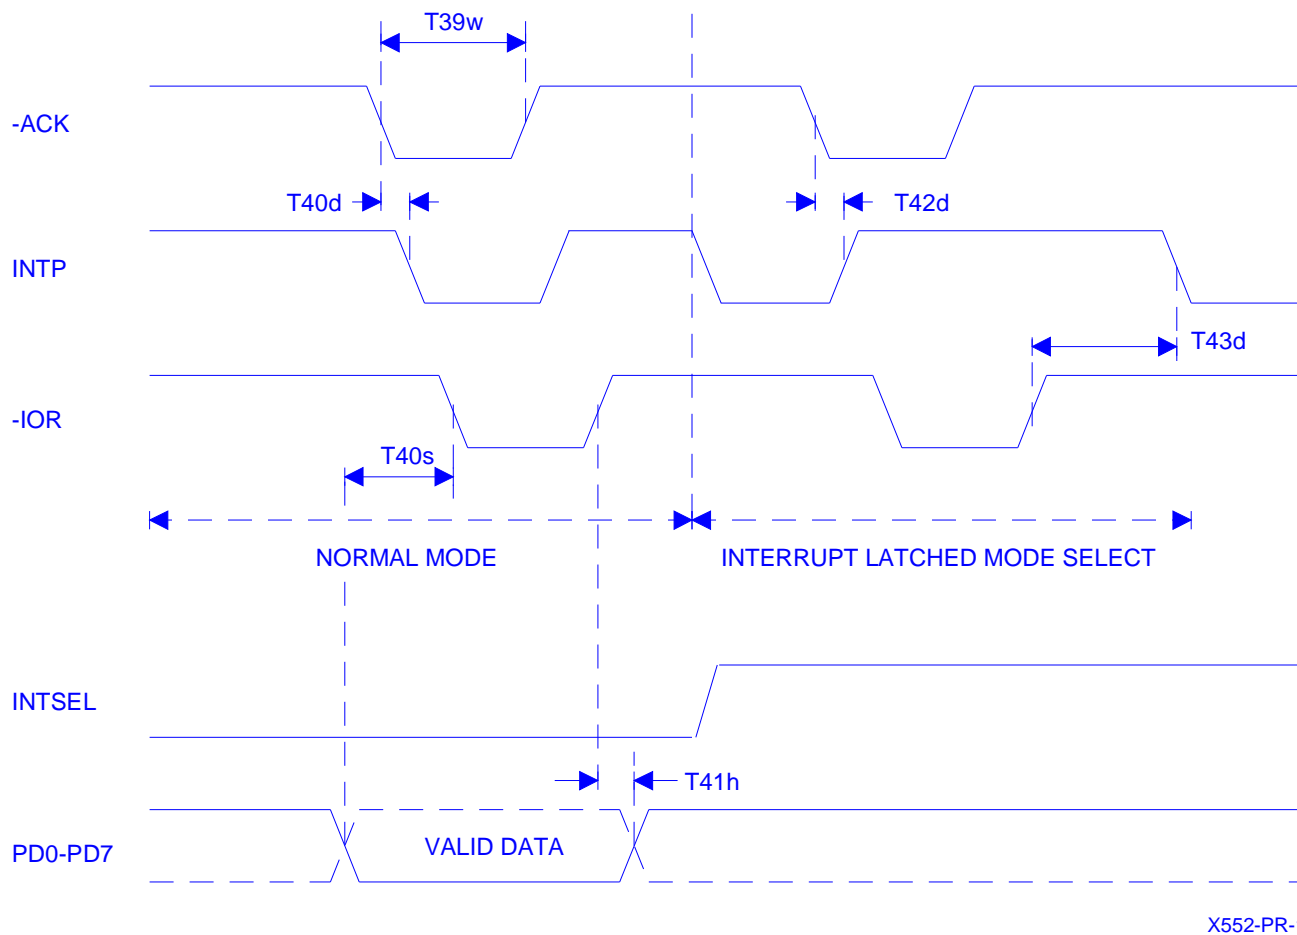 T39w
-ACK
T40d
T42d
INTP
T43d
-IOR
T40s
NORMAL MODE
INTERRUPT LATCHED MODE SELECT
INTSEL
T41h
PD0-PD7
VALID DATA
X552-PR-